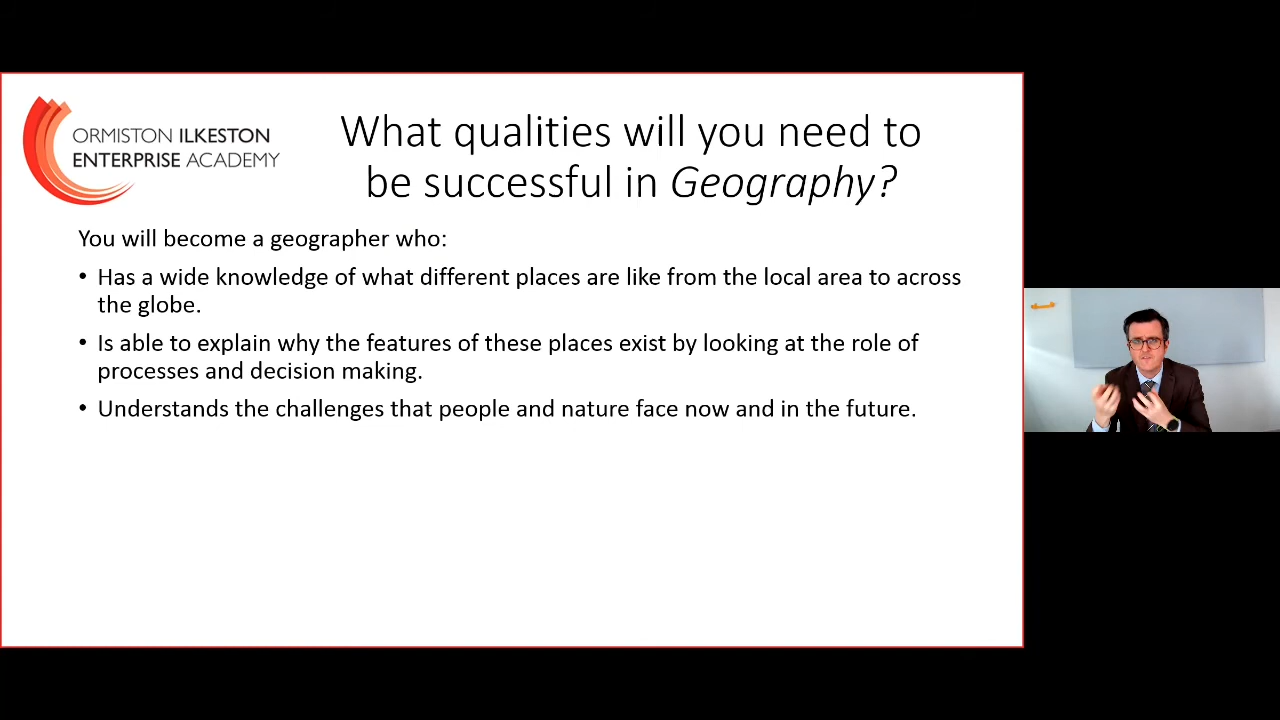 ORMISTON ILKESTON
ENTERPRISE ACADEMY
What qualities will you need to
be successful in Geography?
You will become a geographer who:
• Has a wide knowledge of what different places are like from the local area to across
the globe.
• Is able to explain why the features of these places exist by looking at the role of
processes and decision making.
• Understands the challenges that people and nature face now and in the future.